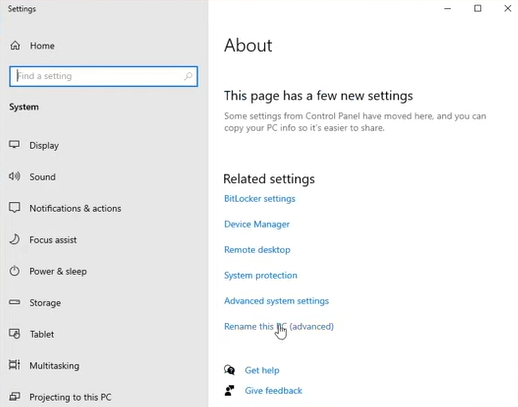 Settings
Home
Find a setting
System
Display
Sound
Notifications & actions
Focus assist
Power & sleep
Storage
Tablet
Multitasking
Projecting to this PC
About
This page has a few new settings
Some settings from Control Panel have moved here, and you can
copy your PC info so it's easier to share.
Related settings
BitLocker settings
Device Manager
Remote desktop
System protection
Advanced system settings
Rename this PC (advanced)
Get help
Give feedback